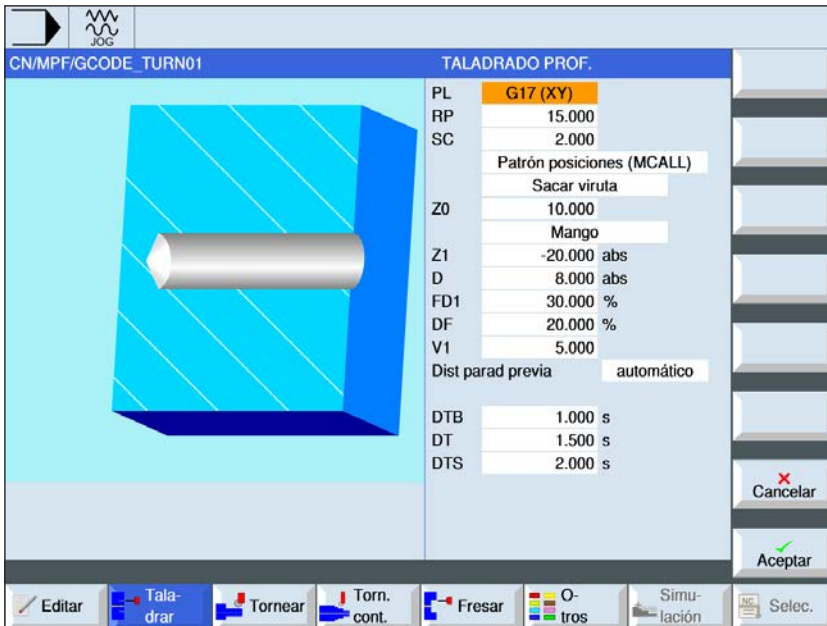 JOG
CN/MPF/GCODE_TURN01 TALADRADO PROF.
PL G17 (XY)
RP 15.000
SC 2.000
Patrón posiciones (MCALL)
Sacar viruta
Z0 10.000
Mango
Z1 -20.000 abs
D 8.000 abs
FD1 30.000 %
DF 20.000 %
V1 5.000
Dist parad previa automático
DTB 1.000 s
DT 1.500 s
DTS 2.000 s
Cancelar
Aceptar
Editar
Tala-
drar
Tornear
Torn.
cont.
Fresar
O-
tros
Simu-
lación
NC
Selec.